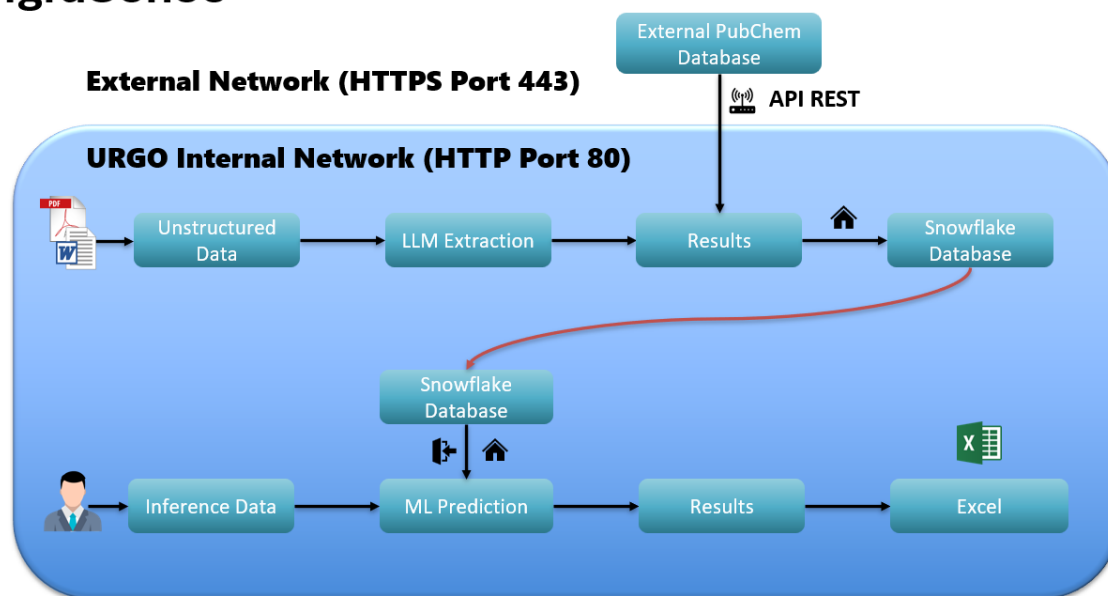 External PubChem
Database
External Network (HTTPS Port 443)
API REST
URGO Internal Network (HTTP Port 80)
PDF
W
Unstructured
Data
LLM Extraction
Results
Snowflake
Database
Snowflake
Database
X
Inference Data
ML Prediction
Results
Excel